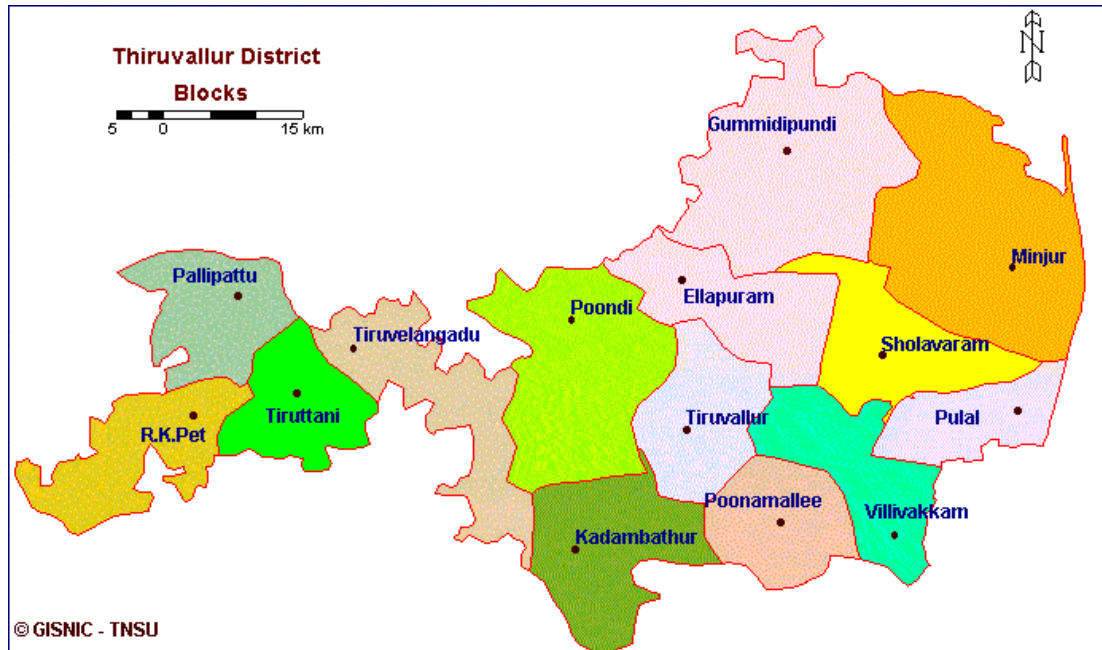 Thiruvallur District
Blocks
5 0 15 km
N
Gummidipundi
Minjur
Pallipattu
Ellapuram
Poondi
Tiruvelangadu
Sholavaram
Tiruttani
Tiruvallur
Pulal
R.K.Pet
Poonamallee
Villivakkam
Kadambathur
© GISNIC - TNSU